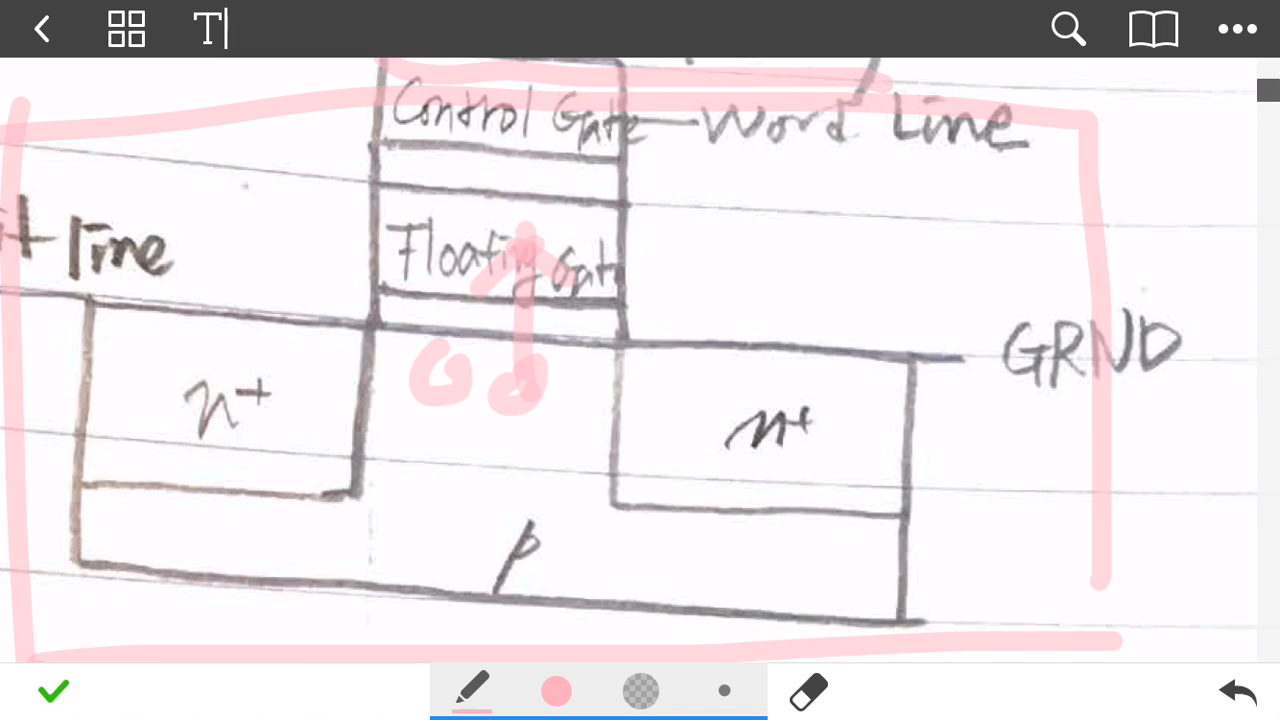 Control Gate Word Line
t line
Floating Gate
GRND
n+
n+
p